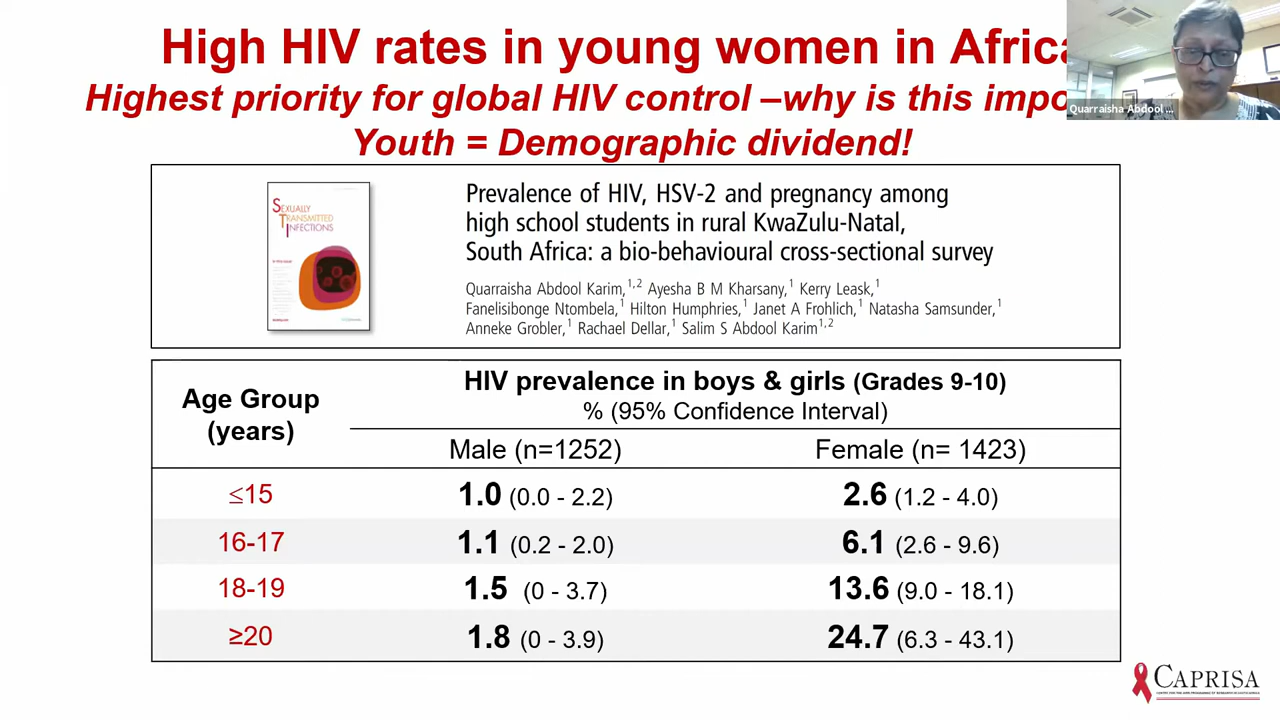 High HIV rates in young women in Africa
Highest priority for global HIV control –why is this impo
Youth = Demographic dividend!
Quarraisha Abdool ...
SEXUALLY
TRANSMITTED
INFECTIONS
Prevalence of HIV, HSV-2 and pregnancy among
high school students in rural KwaZulu-Natal,
South Africa: a bio-behavioural cross-sectional survey
Quarraisha Abdool Karim,1,2 Ayesha B M Kharsany,1 Kerry Leask,1
Fanelisibonge Ntombela,1 Hilton Humphries,1 Janet A Frohlich,1 Natasha Samsunder,1
Anneke Grobler,1 Rachael Dellar,1 Salim S Abdool Karim1,2
Age Group
(years)
HIV prevalence in boys & girls (Grades 9-10)
% (95% Confidence Interval)
Male (n=1252) Female (n= 1423)
≤15 1.0 (0.0 - 2.2) 2.6 (1.2 - 4.0)
16-17 1.1 (0.2 - 2.0) 6.1 (2.6 - 9.6)
18-19 1.5 (0 - 3.7) 13.6 (9.0 - 18.1)
≥20 1.8 (0 - 3.9) 24.7 (6.3 - 43.1)
CAPRISA